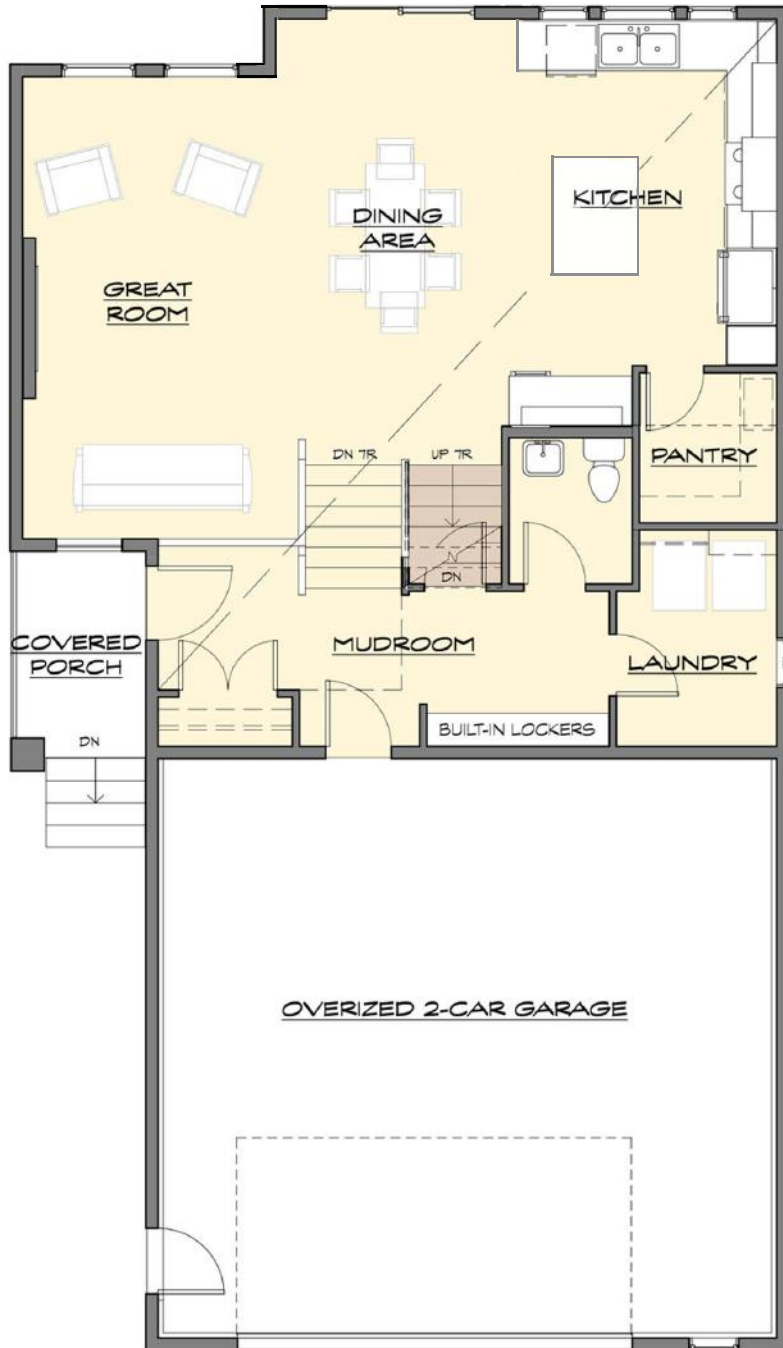 KITCHEN
DINING
AREA
GREAT
ROOM
DN 7R
UP 7R
PANTRY
DN
COVERED
PORCH
MUDROOM
LAUNDRY
DN
BUILT-IN LOCKERS
OVERIZED 2-CAR GARAGE